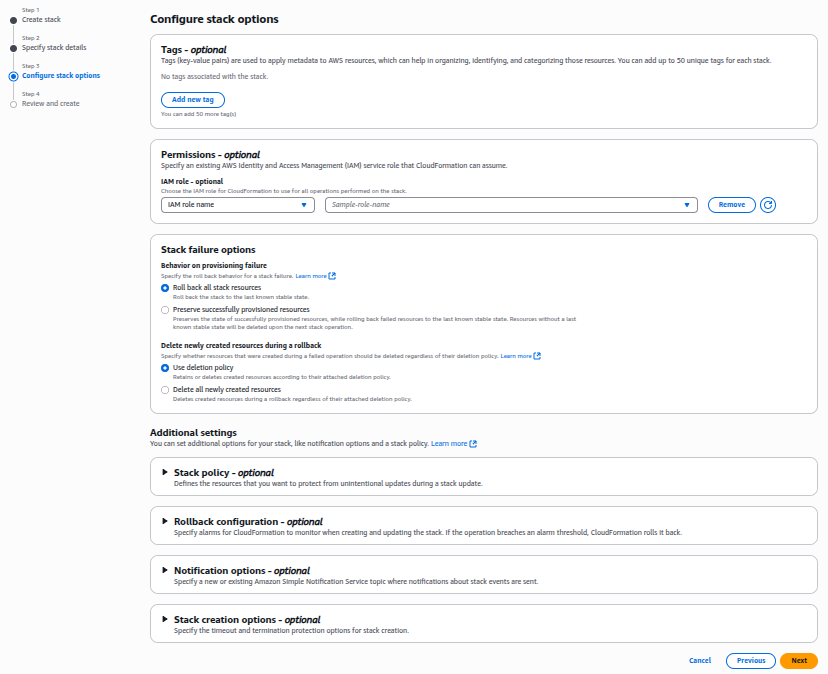 Step 1
Create stack
Step 2
Specify stack details
Step 3
Configure stack options
Step 4
Review and create
Configure stack options
Tags – optional
Tags (key-value pairs) are used to apply metadata to AWS resources, which can help in organizing, identifying, and categorizing those resources. You can add up to 50 unique tags for each stack.
No tags associated with the stack.
Add new tag
You can add 50 more tag(s)
Permissions – optional
Specify an existing AWS Identity and Access Management (IAM) service role that CloudFormation can assume.
IAM role – optional
Choose the IAM role for CloudFormation to use for all operations performed on the stack.
IAM role name
Sample-role-name
Remove
Stack failure options
Behavior on provisioning failure
Specify the roll back behavior for a stack failure. Learn more
Roll back all stack resources
Roll back the stack to the last known stable state.
Preserve successfully provisioned resources
Preserves the state of successfully provisioned resources, while rolling back failed resources to the last known stable state. Resources without a last
known stable state will be deleted upon the next stack operation.
Delete newly created resources during a rollback
Specify whether resources that were created during a failed operation should be deleted regardless of their deletion policy. Learn more
Use deletion policy
Retains or deletes created resources according to their attached deletion policy.
Delete all newly created resources
Deletes created resources during a rollback regardless of their attached deletion policy.
Additional settings
You can set additional options for your stack, like notification options and a stack policy. Learn more
Stack policy – optional
Defines the resources that you want to protect from unintentional updates during a stack update.
Rollback configuration – optional
Specify alarms for CloudFormation to monitor when creating and updating the stack. If the operation breaches an alarm threshold, CloudFormation rolls it back.
Notification options – optional
Specify a new or existing Amazon Simple Notification Service topic where notifications about stack events are sent.
Stack creation options – optional
Specify the timeout and termination protection options for stack creation.
Cancel
Previous
Next